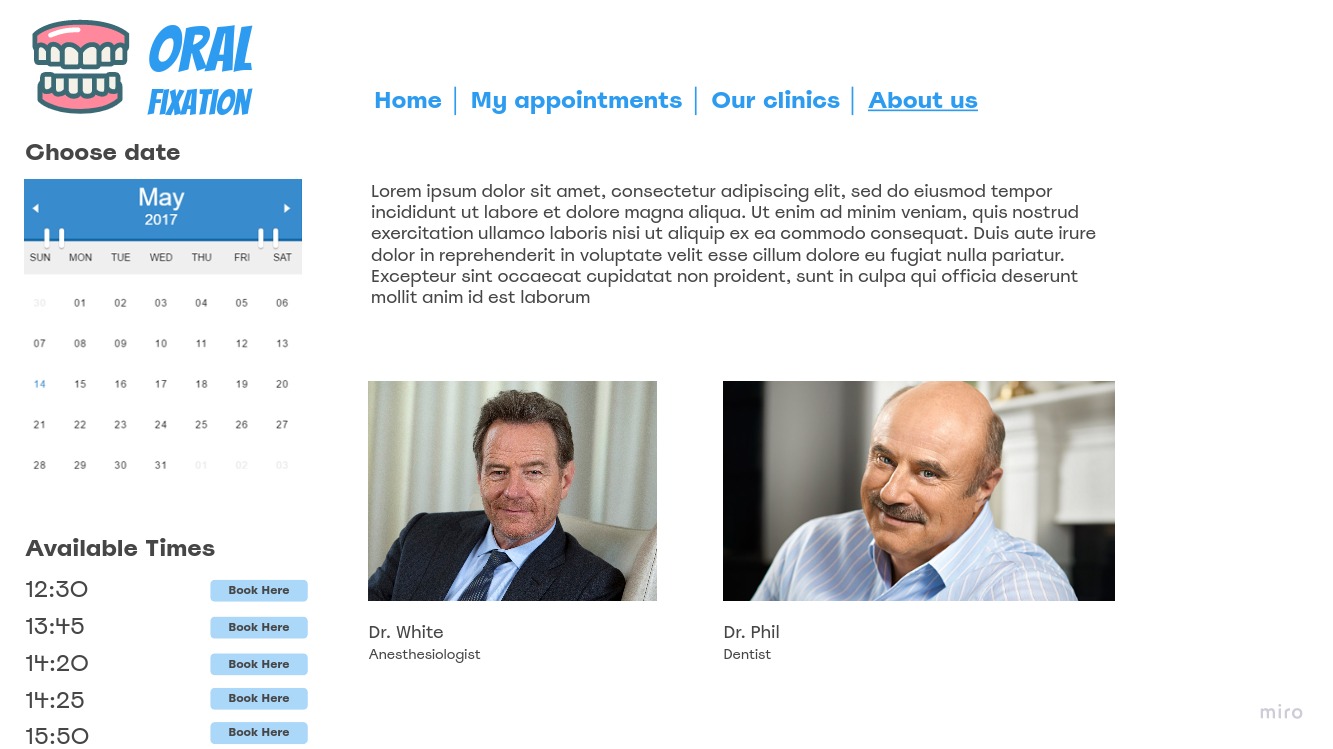 ORAL
FIXATION
Home | My appointments | Our clinics | About us
Choose date
May
2017
SUN MON TUE WED THU FRI SAT
30 01 02 03 04 05 06
07 08 09 10 11 12 13
14 15 16 17 18 19 20
21 22 23 24 25 26 27
28 29 30 31 01 02 03
Available Times
12:30 Book Here
13:45 Book Here
14:20 Book Here
14:25 Book Here
15:50 Book Here
Lorem ipsum dolor sit amet, consectetur adipiscing elit, sed do eiusmod tempor
incididunt ut labore et dolore magna aliqua. Ut enim ad minim veniam, quis nostrud
exercitation ullamco laboris nisi ut aliquip ex ea commodo consequat. Duis aute irure
dolor in reprehenderit in voluptate velit esse cillum dolore eu fugiat nulla pariatur.
Excepteur sint occaecat cupidatat non proident, sunt in culpa qui officia deserunt
mollit anim id est laborum
Dr. White
Anesthesiologist
Dr. Phil
Dentist
miro